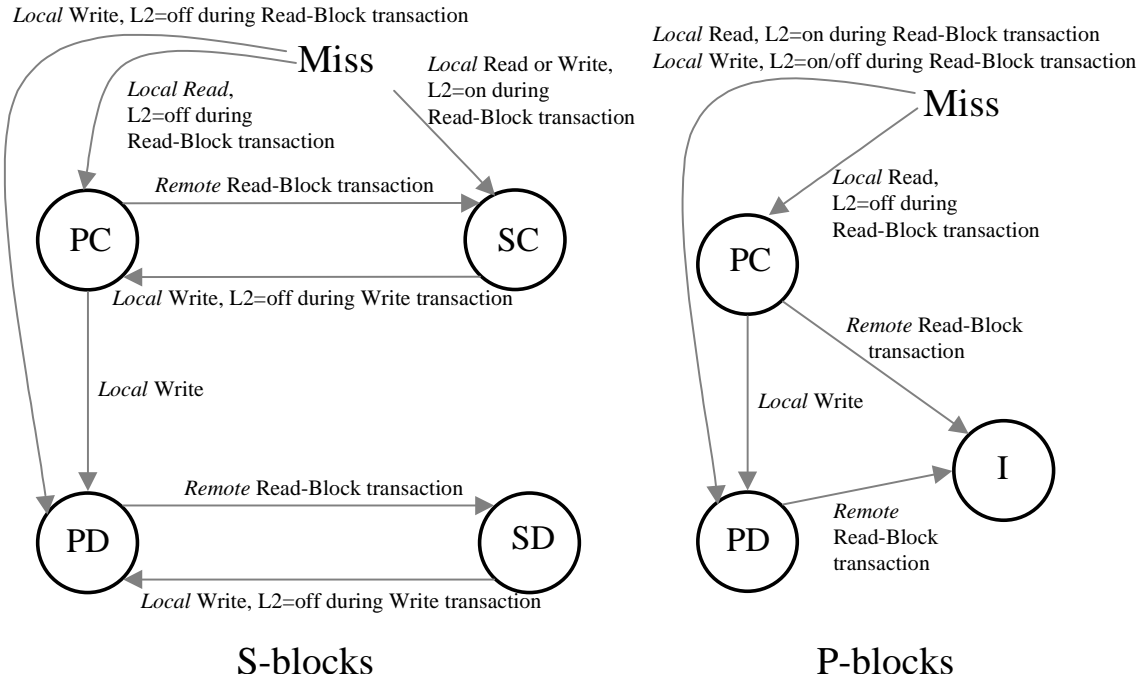 Local Write, L2=off during Read-Block transaction
Miss
Local Read,
L2=off during
Read-Block transaction
Local Read or Write,
L2=on during
Read-Block transaction
PC
Remote Read-Block transaction
SC
Local Write, L2=off during Write transaction
Local Write
PD
Remote Read-Block transaction
SD
Local Write, L2=off during Write transaction
S-blocks
Local Read, L2=on during Read-Block transaction
Local Write, L2=on/off during Read-Block transaction
Miss
Local Read,
L2=off during
Read-Block transaction
PC
Remote Read-Block
transaction
Local Write
I
PD
Remote
Read-Block
transaction
P-blocks